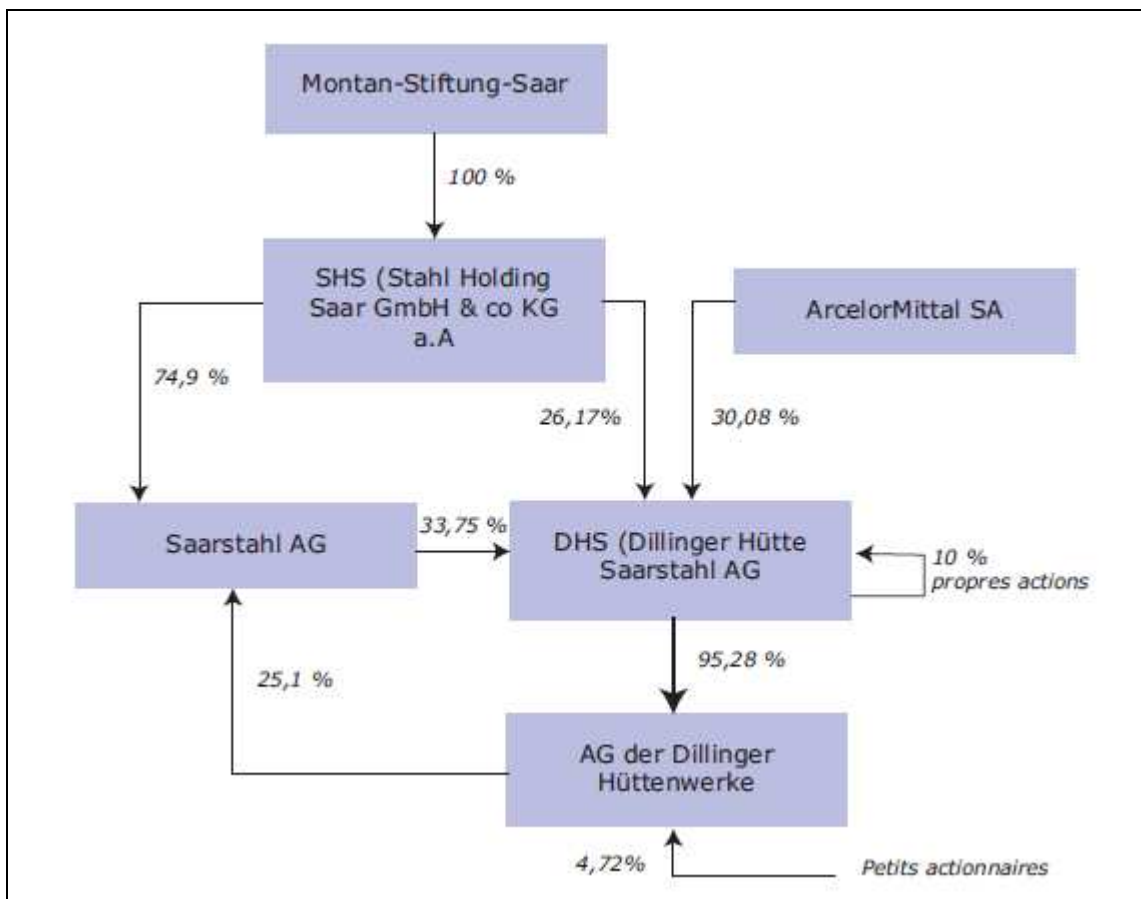 Montan-Stiftung-Saar
100 %
SHS (Stahl Holding
Saar GmbH & co KG
a.A
ArcelorMittal SA
74,9 %
26,17%
30,08 %
Saarstahl AG
33,75 %
DHS (Dillinger Hütte
Saarstahl AG
10 %
propres actions
25,1 %
95,28 %
AG der Dillinger
Hüttenwerke
4,72%
Petits actionnaires